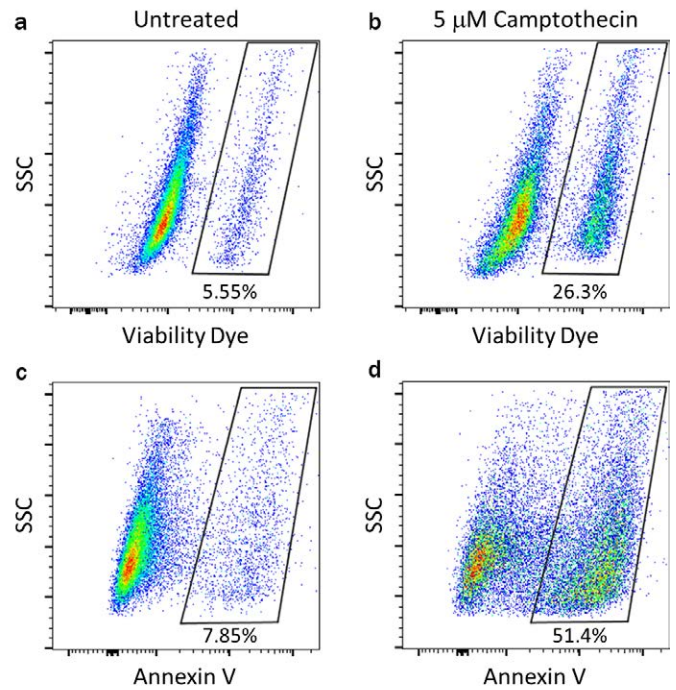 a
Untreated
b
5 μM Camptothecin
SSC
5.55%
Viability Dye
SSC
26.3%
Viability Dye
c
d
SSC
7.85%
Annexin V
SSC
51.4%
Annexin V